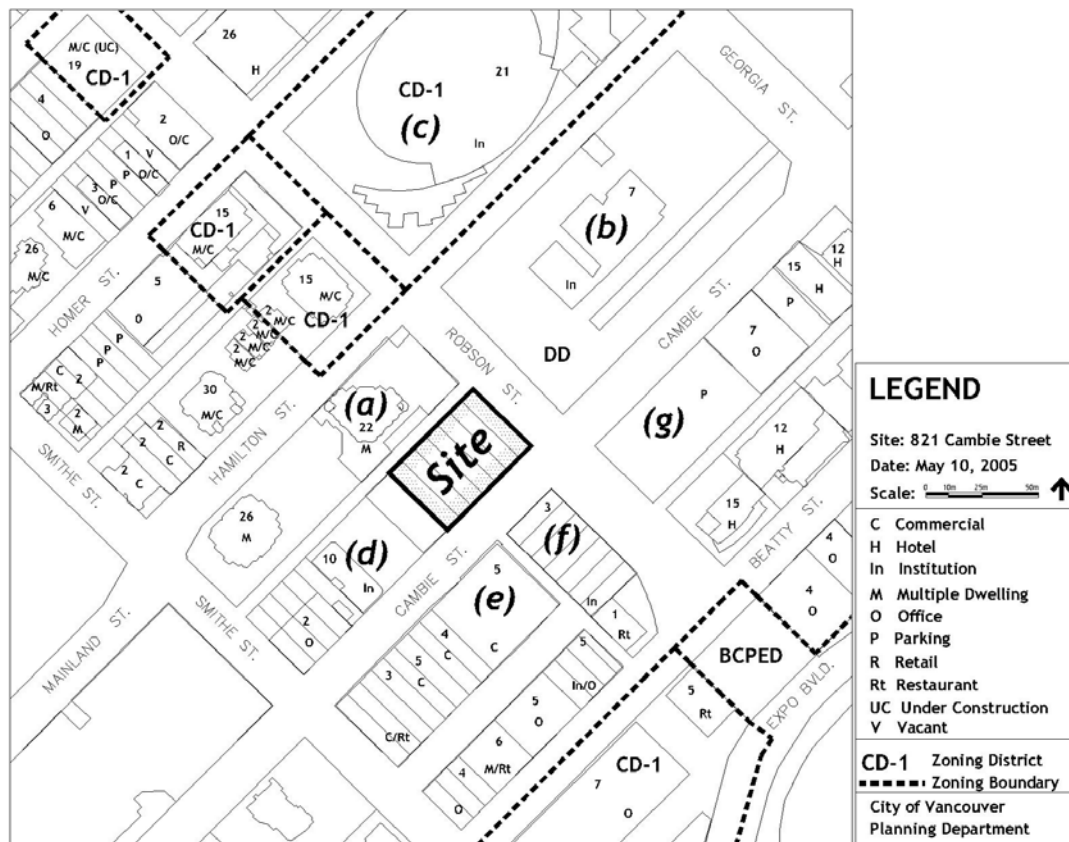 M/C (UC)
19
CD-1
26
H
4
O
2
O/C
1
V
P
O/C
3
P
O/C
V
6
M/C
26
M/C
HOMER ST.
CD-1
21
(c)
In
GEORGIA ST.
15
CD-1
M/C
15
M/C
CD-1
2
M/C
2
M/C
2
M/C
2
M/C
5
O
P
P
P
C
2
M/Rt
3
2
M
30
M/C
2
2
R
C
2
C
SMITHE ST.
HAMILTON ST.
ROBSON ST.
7
(b)
In
DD
CAMBIE ST.
12
H
15
H
P
7
O
P
(g)
12
H
15
H
BEATTY ST.
4
O
4
O
(a)
22
M
Site
26
M
10
(d)
In
2
O
CAMBIE ST.
SMITHE ST.
MAINLAND ST.
3
(f)
In
1
Rt
5
(e)
C
4
C
5
C
3
C/Rt
5
In/O
5
O
6
M/Rt
4
O
BCPED
5
Rt
EXPO BVLD.
CD-1
7
O
LEGEND
Site: 821 Cambie Street
Date: May 10, 2005
Scale: 0 10m 25m 50m
C Commercial
H Hotel
In Institution
M Multiple Dwelling
O Office
P Parking
R Retail
Rt Restaurant
UC Under Construction
V Vacant
CD-1 Zoning District
Zoning Boundary
City of Vancouver
Planning Department